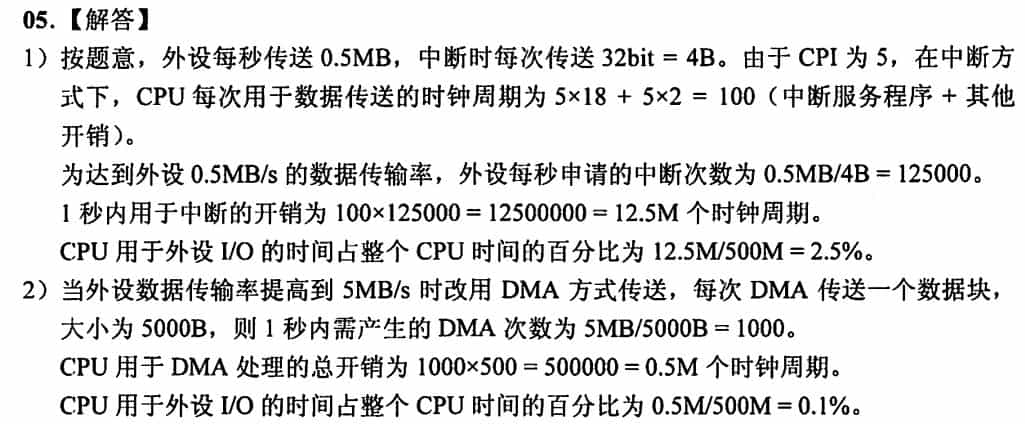 05.【解答】
1）按题意，外设每秒传送 0.5MB，中断时每次传送 32bit = 4B。由于 CPI 为 5，在中断方
式下，CPU 每次用于数据传送的时钟周期为 5×18 + 5×2 = 100（中断服务程序 + 其他
开销）。
为达到外设 0.5MB/s 的数据传输率，外设每秒申请的中断次数为 0.5MB/4B = 125000。
1 秒内用于中断的开销为 100×125000 = 12500000 = 12.5M 个时钟周期。
CPU 用于外设 I/O 的时间占整个 CPU 时间的百分比为 12.5M/500M = 2.5%。
2）当外设数据传输率提高到 5MB/s 时改用 DMA 方式传送，每次 DMA 传送一个数据块，
大小为 5000B，则 1 秒内需产生的 DMA 次数为 5MB/5000B = 1000。
CPU 用于 DMA 处理的总开销为 1000×500 = 500000 = 0.5M 个时钟周期。
CPU 用于外设 I/O 的时间占整个 CPU 时间的百分比为 0.5M/500M = 0.1%。